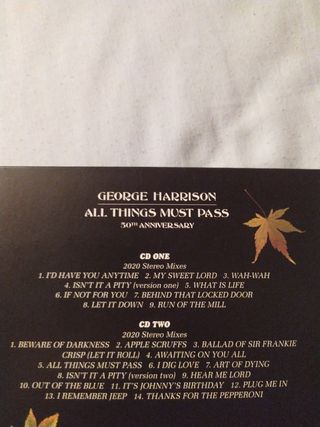 GEORGE HARRISON
ALL THINGS MUST PASS
50TH ANNIVERSARY
CD ONE
2020 Stereo Mixes
1. I'D HAVE YOU ANYTIME 2. MY SWEET LORD 3. WAH-WAH
4. ISN'T IT A PITY (version one) 5. WHAT IS LIFE
6. IF NOT FOR YOU 7. BEHIND THAT LOCKED DOOR
8. LET IT DOWN 9. RUN OF THE MILL
CD TWO
2020 Stereo Mixes
1. BEWARE OF DARKNESS 2. APPLE SCRUFFS 3. BALLAD OF SIR FRANKIE
CRISP (LET IT ROLL) 4. AWAITING ON YOU ALL
5. ALL THINGS MUST PASS 6. I DIG LOVE 7. ART OF DYING
8. ISN'T IT A PITY (version two) 9. HEAR ME LORD
10. OUT OF THE BLUE 11. IT'S JOHNNY'S BIRTHDAY 12. PLUG ME IN
13. I REMEMBER JEEP 14. THANKS FOR THE PEPPERONI